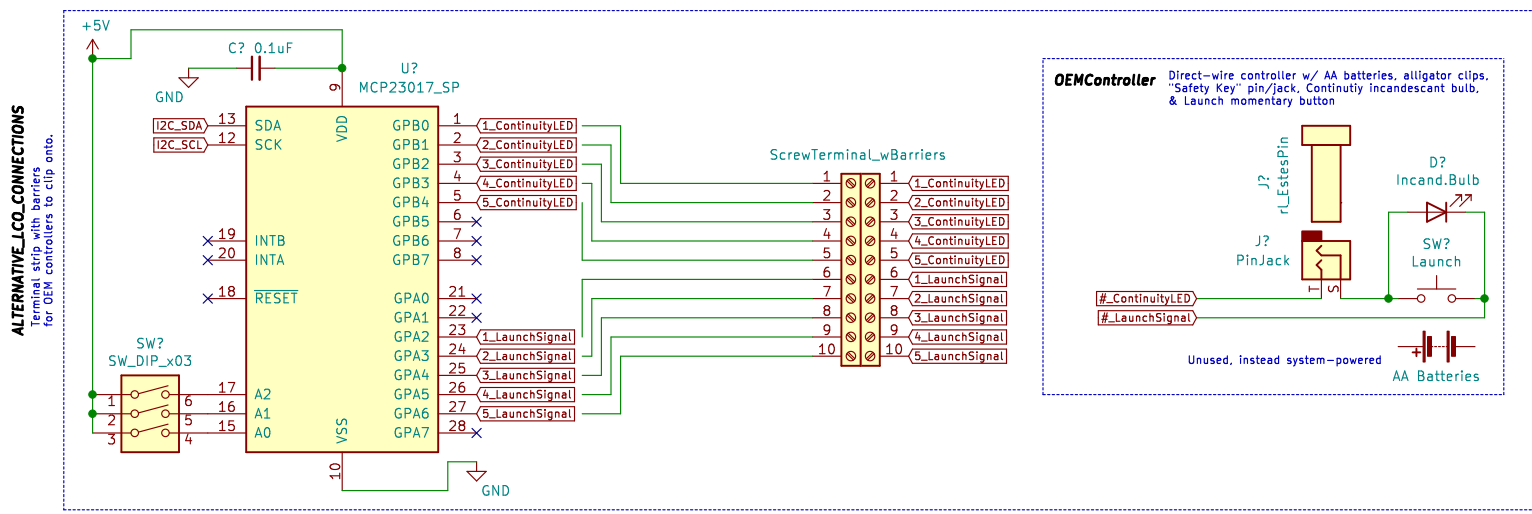 ALTERNATIVE_LCO_CONNECTIONS
Terminal strip with barriers
for OEM controllers to clip onto.
+5V
C? 0.1uF
GND
U?
MCP23017_SP
9
VDD
I2C_SDA 13 SDA
I2C_SCL 12 SCK
19 INTB
20 INTA
18 RESET
17 A2
16 A1
15 A0
SW?
SW_DIP_x03
1 6
2 5
3 4
VSS
10
GND
GPB0 1 1_ContinuityLED
GPB1 2 2_ContinuityLED
GPB2 3 3_ContinuityLED
GPB3 4 4_ContinuityLED
GPB4 5 5_ContinuityLED
GPB5 6
GPB6 7
GPB7 8
GPA0 21
GPA1 22
GPA2 23 1_LaunchSignal
GPA3 24 2_LaunchSignal
GPA4 25 3_LaunchSignal
GPA5 26 4_LaunchSignal
GPA6 27 5_LaunchSignal
GPA7 28
ScrewTerminal_wBarriers
1 1 1_ContinuityLED
2 2 2_ContinuityLED
3 3 3_ContinuityLED
4 4 4_ContinuityLED
5 5 5_ContinuityLED
6 6 1_LaunchSignal
7 7 2_LaunchSignal
8 8 3_LaunchSignal
9 9 4_LaunchSignal
10 10 5_LaunchSignal
OEMController
Direct-wire controller w/ AA batteries, alligator clips,
"Safety Key" pin/jack, Continutiy incandescant bulb,
& Launch momentary button
J?
rl_EstesPin
D?
Incand.Bulb
J?
PinJack
T
S
SW?
Launch
#_ContinuityLED
#_LaunchSignal
Unused, instead system-powered
+
AA Batteries